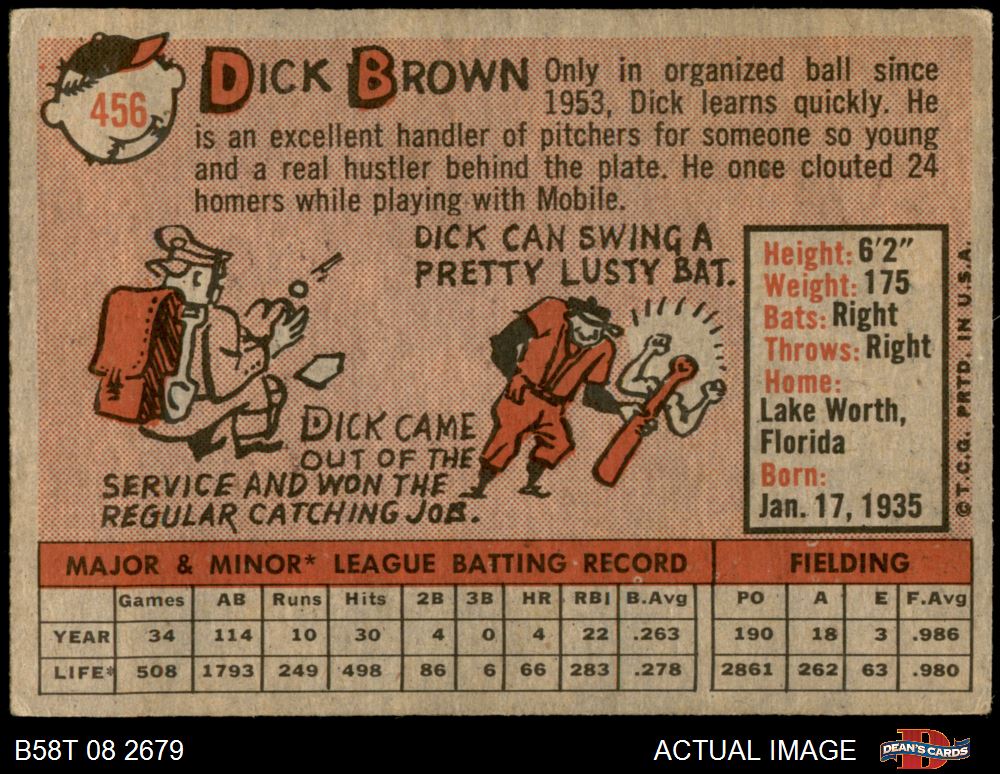 456
DICK BROWN Only in organized ball since
1953, Dick learns quickly. He
is an excellent handler of pitchers for someone so young
and a real hustler behind the plate. He once clouted 24
homers while playing with Mobile.
DICK CAN SWING A
PRETTY LUSTY BAT.
DICK CAME
OUT OF THE
SERVICE AND WON THE
REGULAR CATCHING JOB.
Height: 6'2"
Weight: 175
Bats: Right
Throws: Right
Home:
Lake Worth,
Florida
Born:
Jan. 17, 1935
© T.C.G. PRTD. IN U.S.A.
MAJOR & MINOR* LEAGUE BATTING RECORD FIELDING
Games AB Runs Hits 2B 3B HR RBI B.Avg PO A E F.Avg
YEAR 34 114 10 30 4 0 4 22 .263 190 18 3 .986
LIFE* 508 1793 249 498 86 6 66 283 .278 2861 262 63 .980
B58T 08 2679 ACTUAL IMAGE DEAN'S CARDS